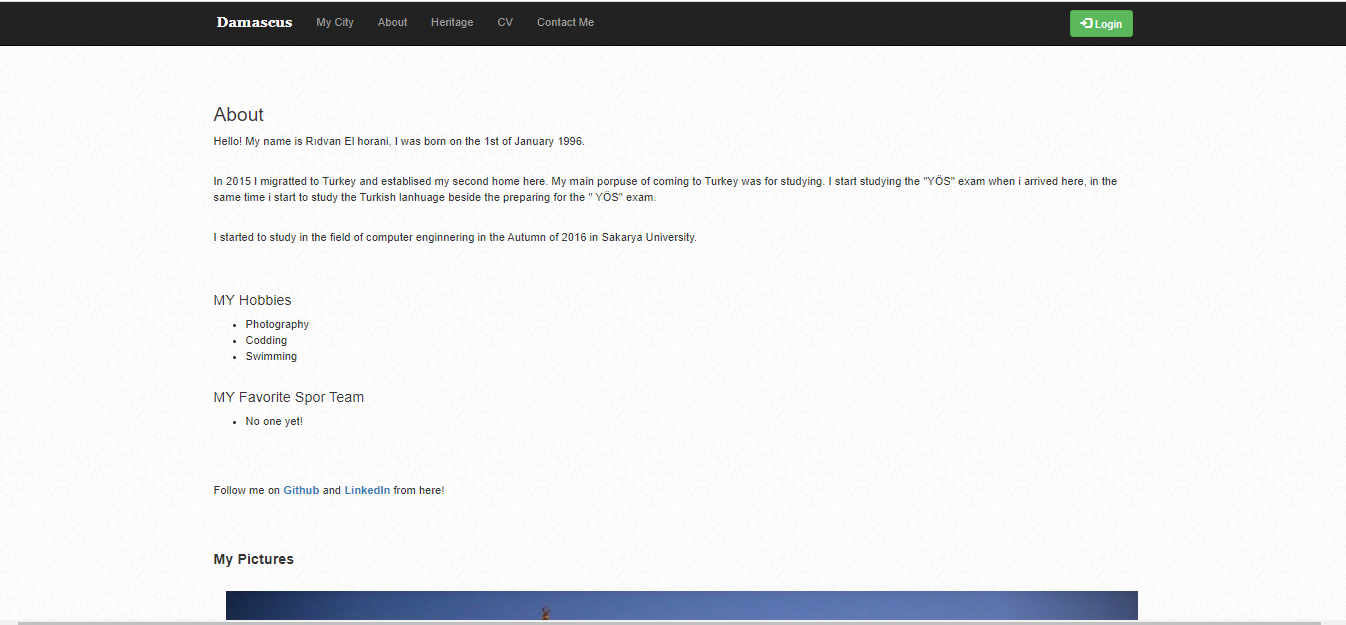 Damascus My City About Heritage CV Contact Me Login
About
Hello! My name is Rıdvan El horani, I was born on the 1st of January 1996.
In 2015 I migratted to Turkey and establised my second home here. My main porpuse of coming to Turkey was for studying. I start studying the "YÖS" exam when i arrived here, in the
same time i start to study the Turkish lanhuage beside the preparing for the " YÖS" exam.
I started to study in the field of computer enginnering in the Autumn of 2016 in Sakarya University.
MY Hobbies
• Photography
• Codding
• Swimming
MY Favorite Spor Team
• No one yet!
Follow me on Github and LinkedIn from here!
My Pictures